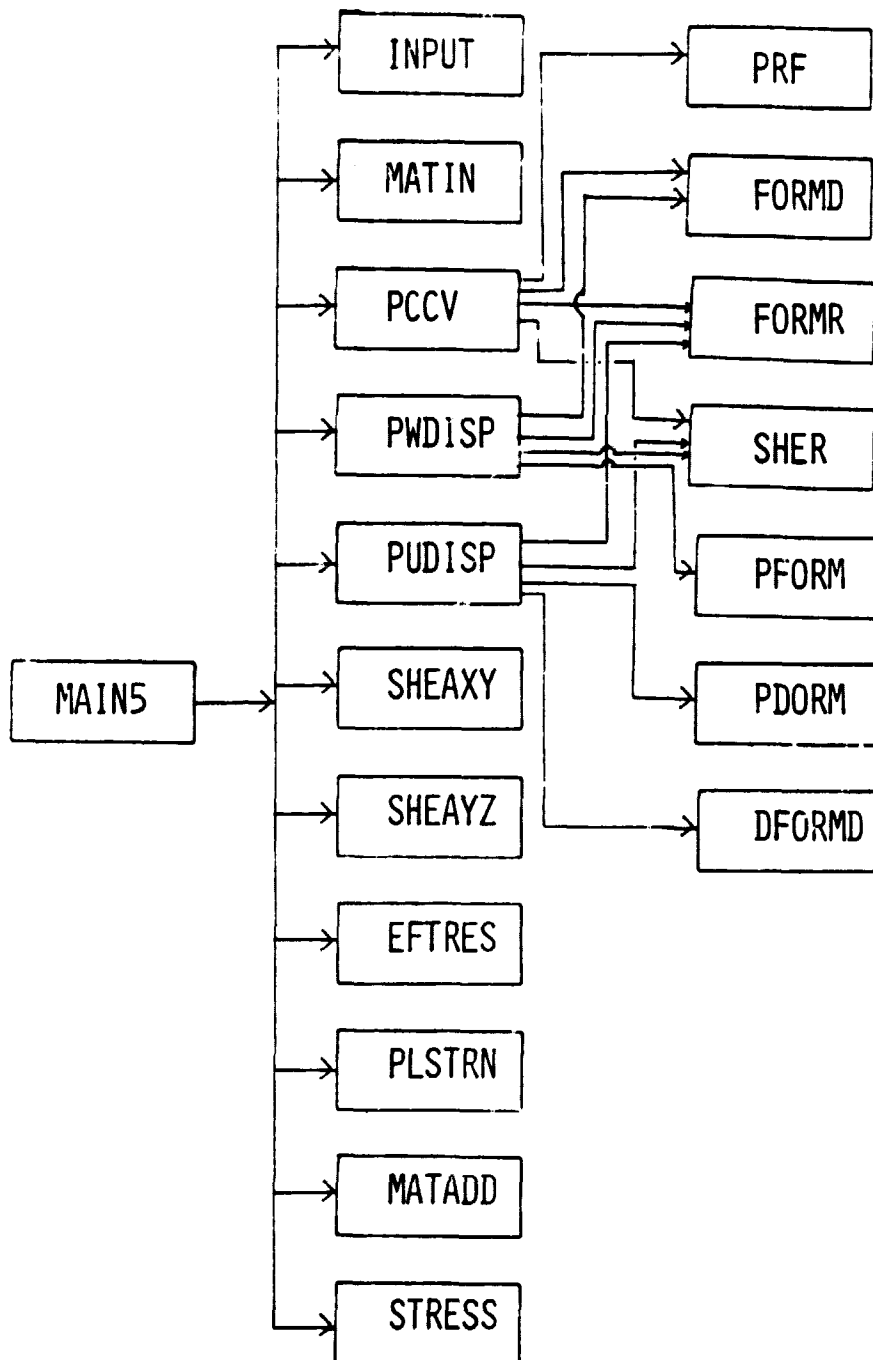 INPUT
PRF
MATIN
FORMD
PCCV
FORMR
PWDISP
SHER
PUDISP
PFORM
MAIN5
SHEAXY
PDORM
SHEAYZ
DFORMD
EFTRES
PLSTRN
MATADD
STRESS